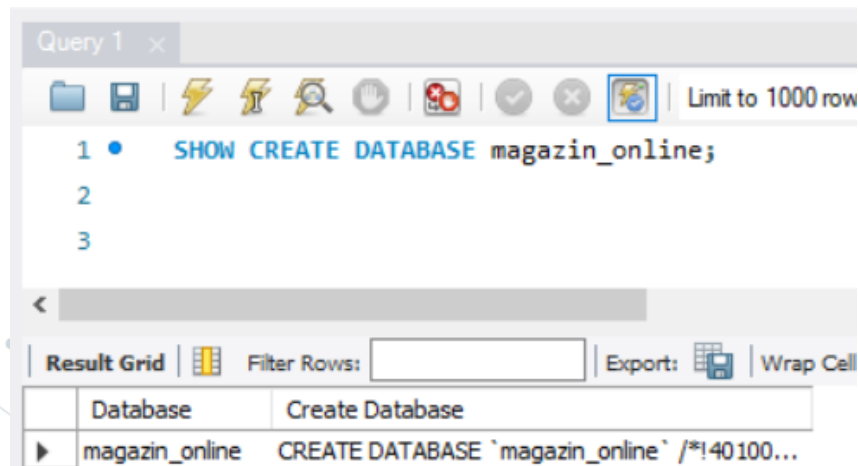 Query 1
Limit to 1000 row
1 SHOW CREATE DATABASE magazin_online;
2
3
Result Grid Filter Rows: Export: Wrap Cell
Database Create Database
magazin_online CREATE DATABASE `magazin_online` /*!40100...